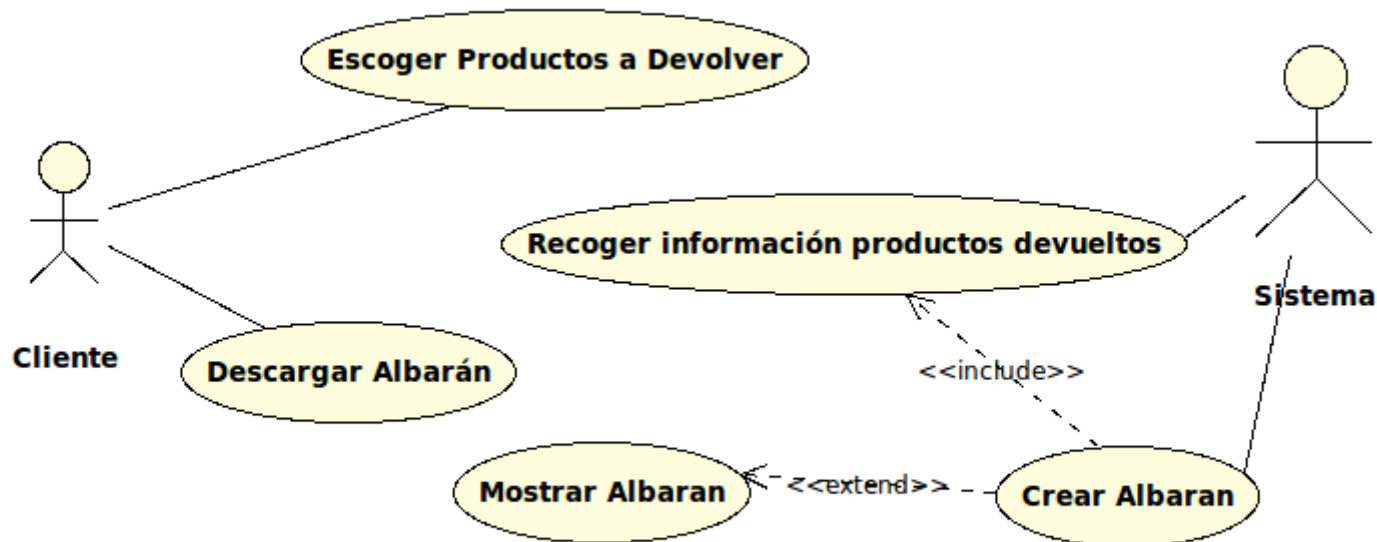 Escoger Productos a Devolver
Recoger información productos devueltos
Sistema
Cliente
Descargar Albarán
<<include>>
Mostrar Albaran
<<extend>>
Crear Albaran